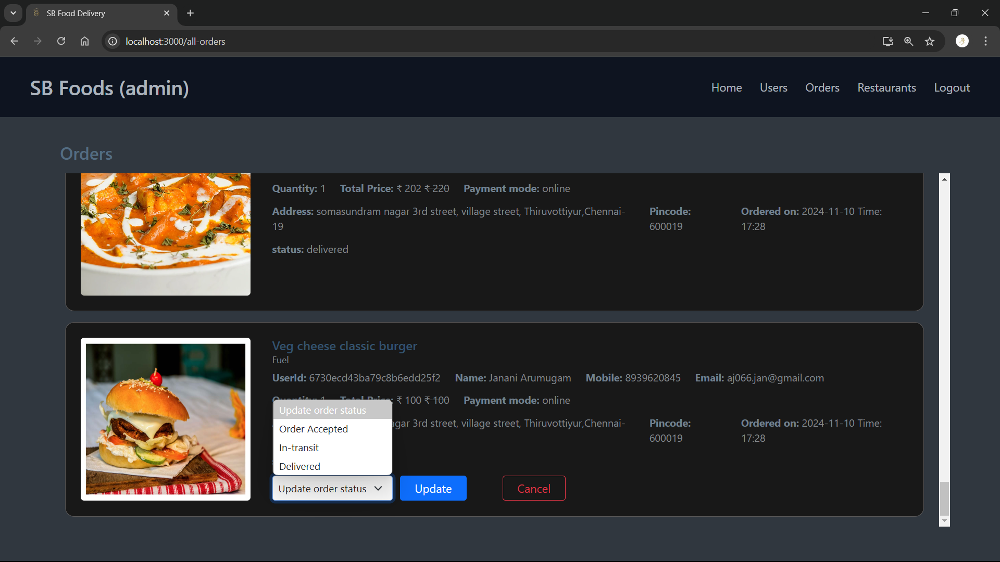 SB Food Delivery
localhost:3000/all-orders
SB Foods (admin)
Home Users Orders Restaurants Logout
Orders
Quantity: 1 Total Price: ₹ 202 ₹ 220 Payment mode: online
Address: somasundram nagar 3rd street, village street, Thiruvottiyur,Chennai-
19
Pincode:
600019
Ordered on: 2024-11-10 Time:
17:28
status: delivered
Veg cheese classic burger
Fuel
UserId: 6730ecd43ba79c8b6edd25f2 Name: Janani Arumugam Mobile: 8939620845 Email: aj066.jan@gmail.com
Quantity: 1 Total Price: ₹ 100 ₹ 100 Payment mode: online
agar 3rd street, village street, Thiruvottiyur,Chennai-
Pincode:
600019
Ordered on: 2024-11-10 Time:
17:28
Update order status
Order Accepted
In-transit
Delivered
Update order status
Update
Cancel